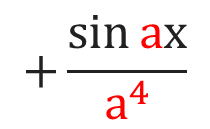 + sin ax / a⁴